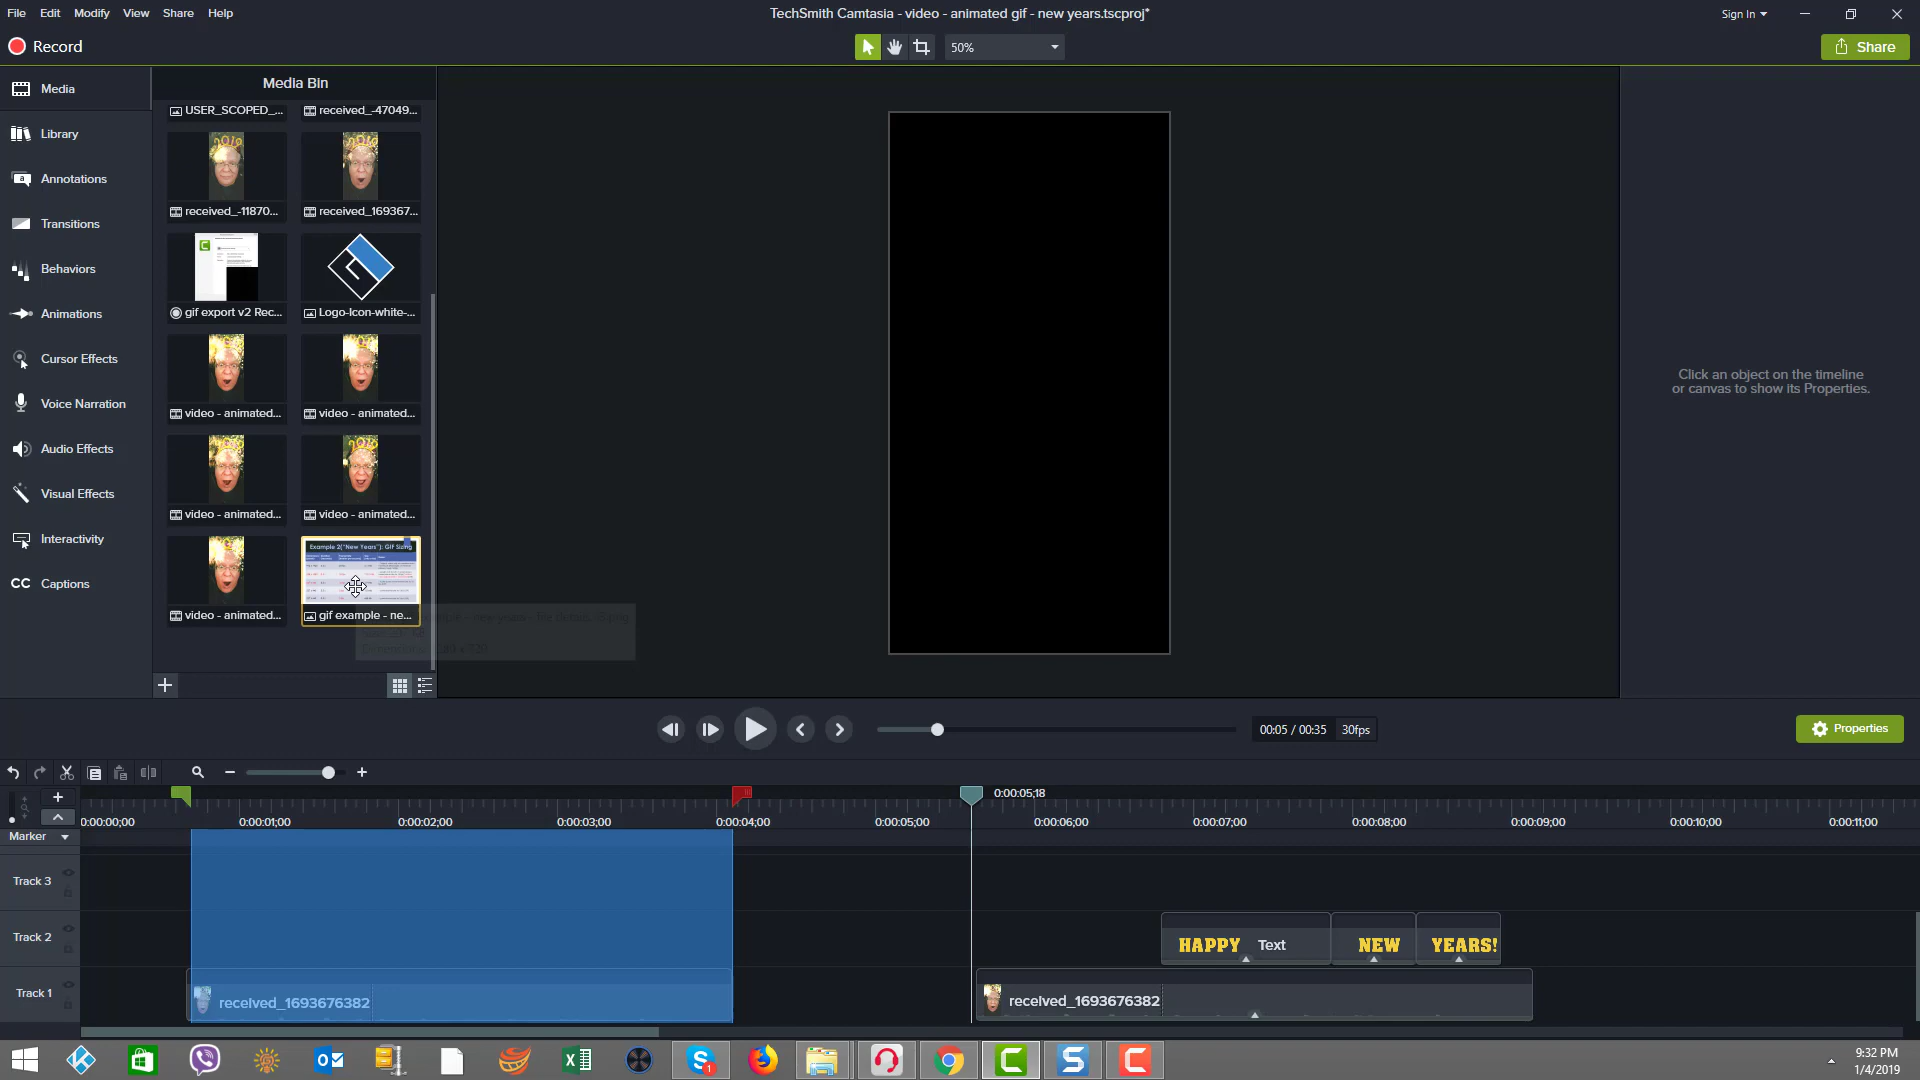 File Edit Modify View Share Help
TechSmith Camtasia - video - animated gif - new years.tscproj*
Sign In
Record
50%
Share
Media
Library
Annotations
Transitions
Behaviors
Animations
Cursor Effects
Voice Narration
Audio Effects
Visual Effects
Interactivity
CC Captions
Media Bin
USER_SCOPED_... received_-47049...
received_-11870... received_169367...
gif export v2 Rec... Logo-Icon-white-...
video - animated... video - animated...
video - animated... video - animated...
Example 2("New Years"): GIF Sizing
video - animated... gif example - ne...
Click an object on the timeline
or canvas to show its Properties.
00:05 / 00:35 30fps
Properties
0:00:05;18
0:00:00;00 0:00:01;00 0:00:02;00 0:00:03;00 0:00:04;00 0:00:05;00 0:00:06;00 0:00:07;00 0:00:08;00 0:00:09;00 0:00:10;00 0:00:11;00
Marker
Track 3
Track 2
HAPPY Text NEW YEARS!
Track 1
received_1693676382 received_1693676382
9:32 PM
1/4/2019